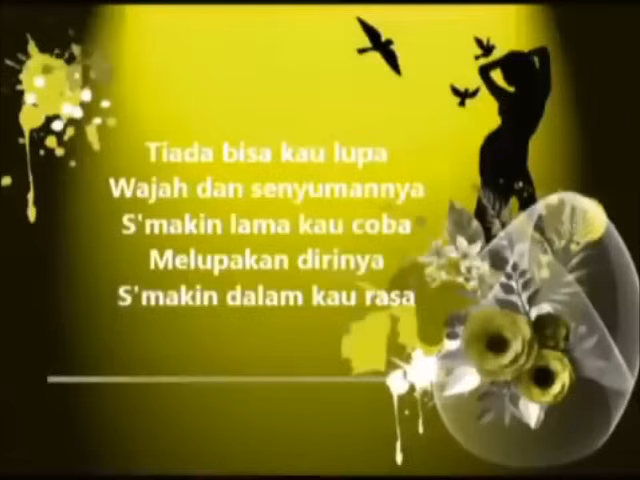 Tiada bisa kau lupa
Wajah dan senyumannya
S'makin lama kau coba
Melupakan dirinya
S'makin dalam kau rasa